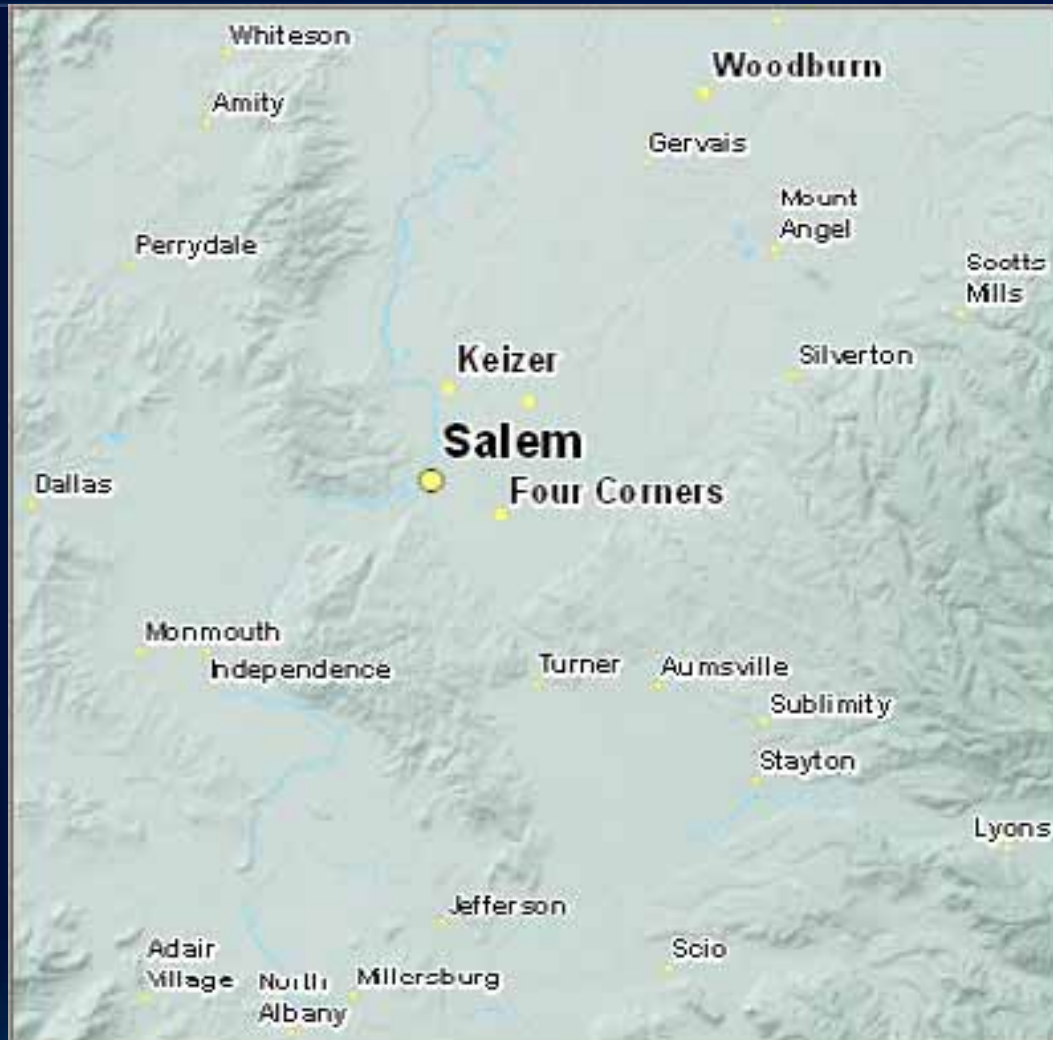 Whiteson
Woodburn
Amity
Gervais
Mount
Angel
Perrydale
Scotts
Mills
Keizer
Silverton
Salem
Dallas
Four Corners
Monmouth
Independence
Turner
Aumsville
Sublimity
Stayton
Lyons
Jefferson
Adair
Village
Scio
North
Albany
Millersburg